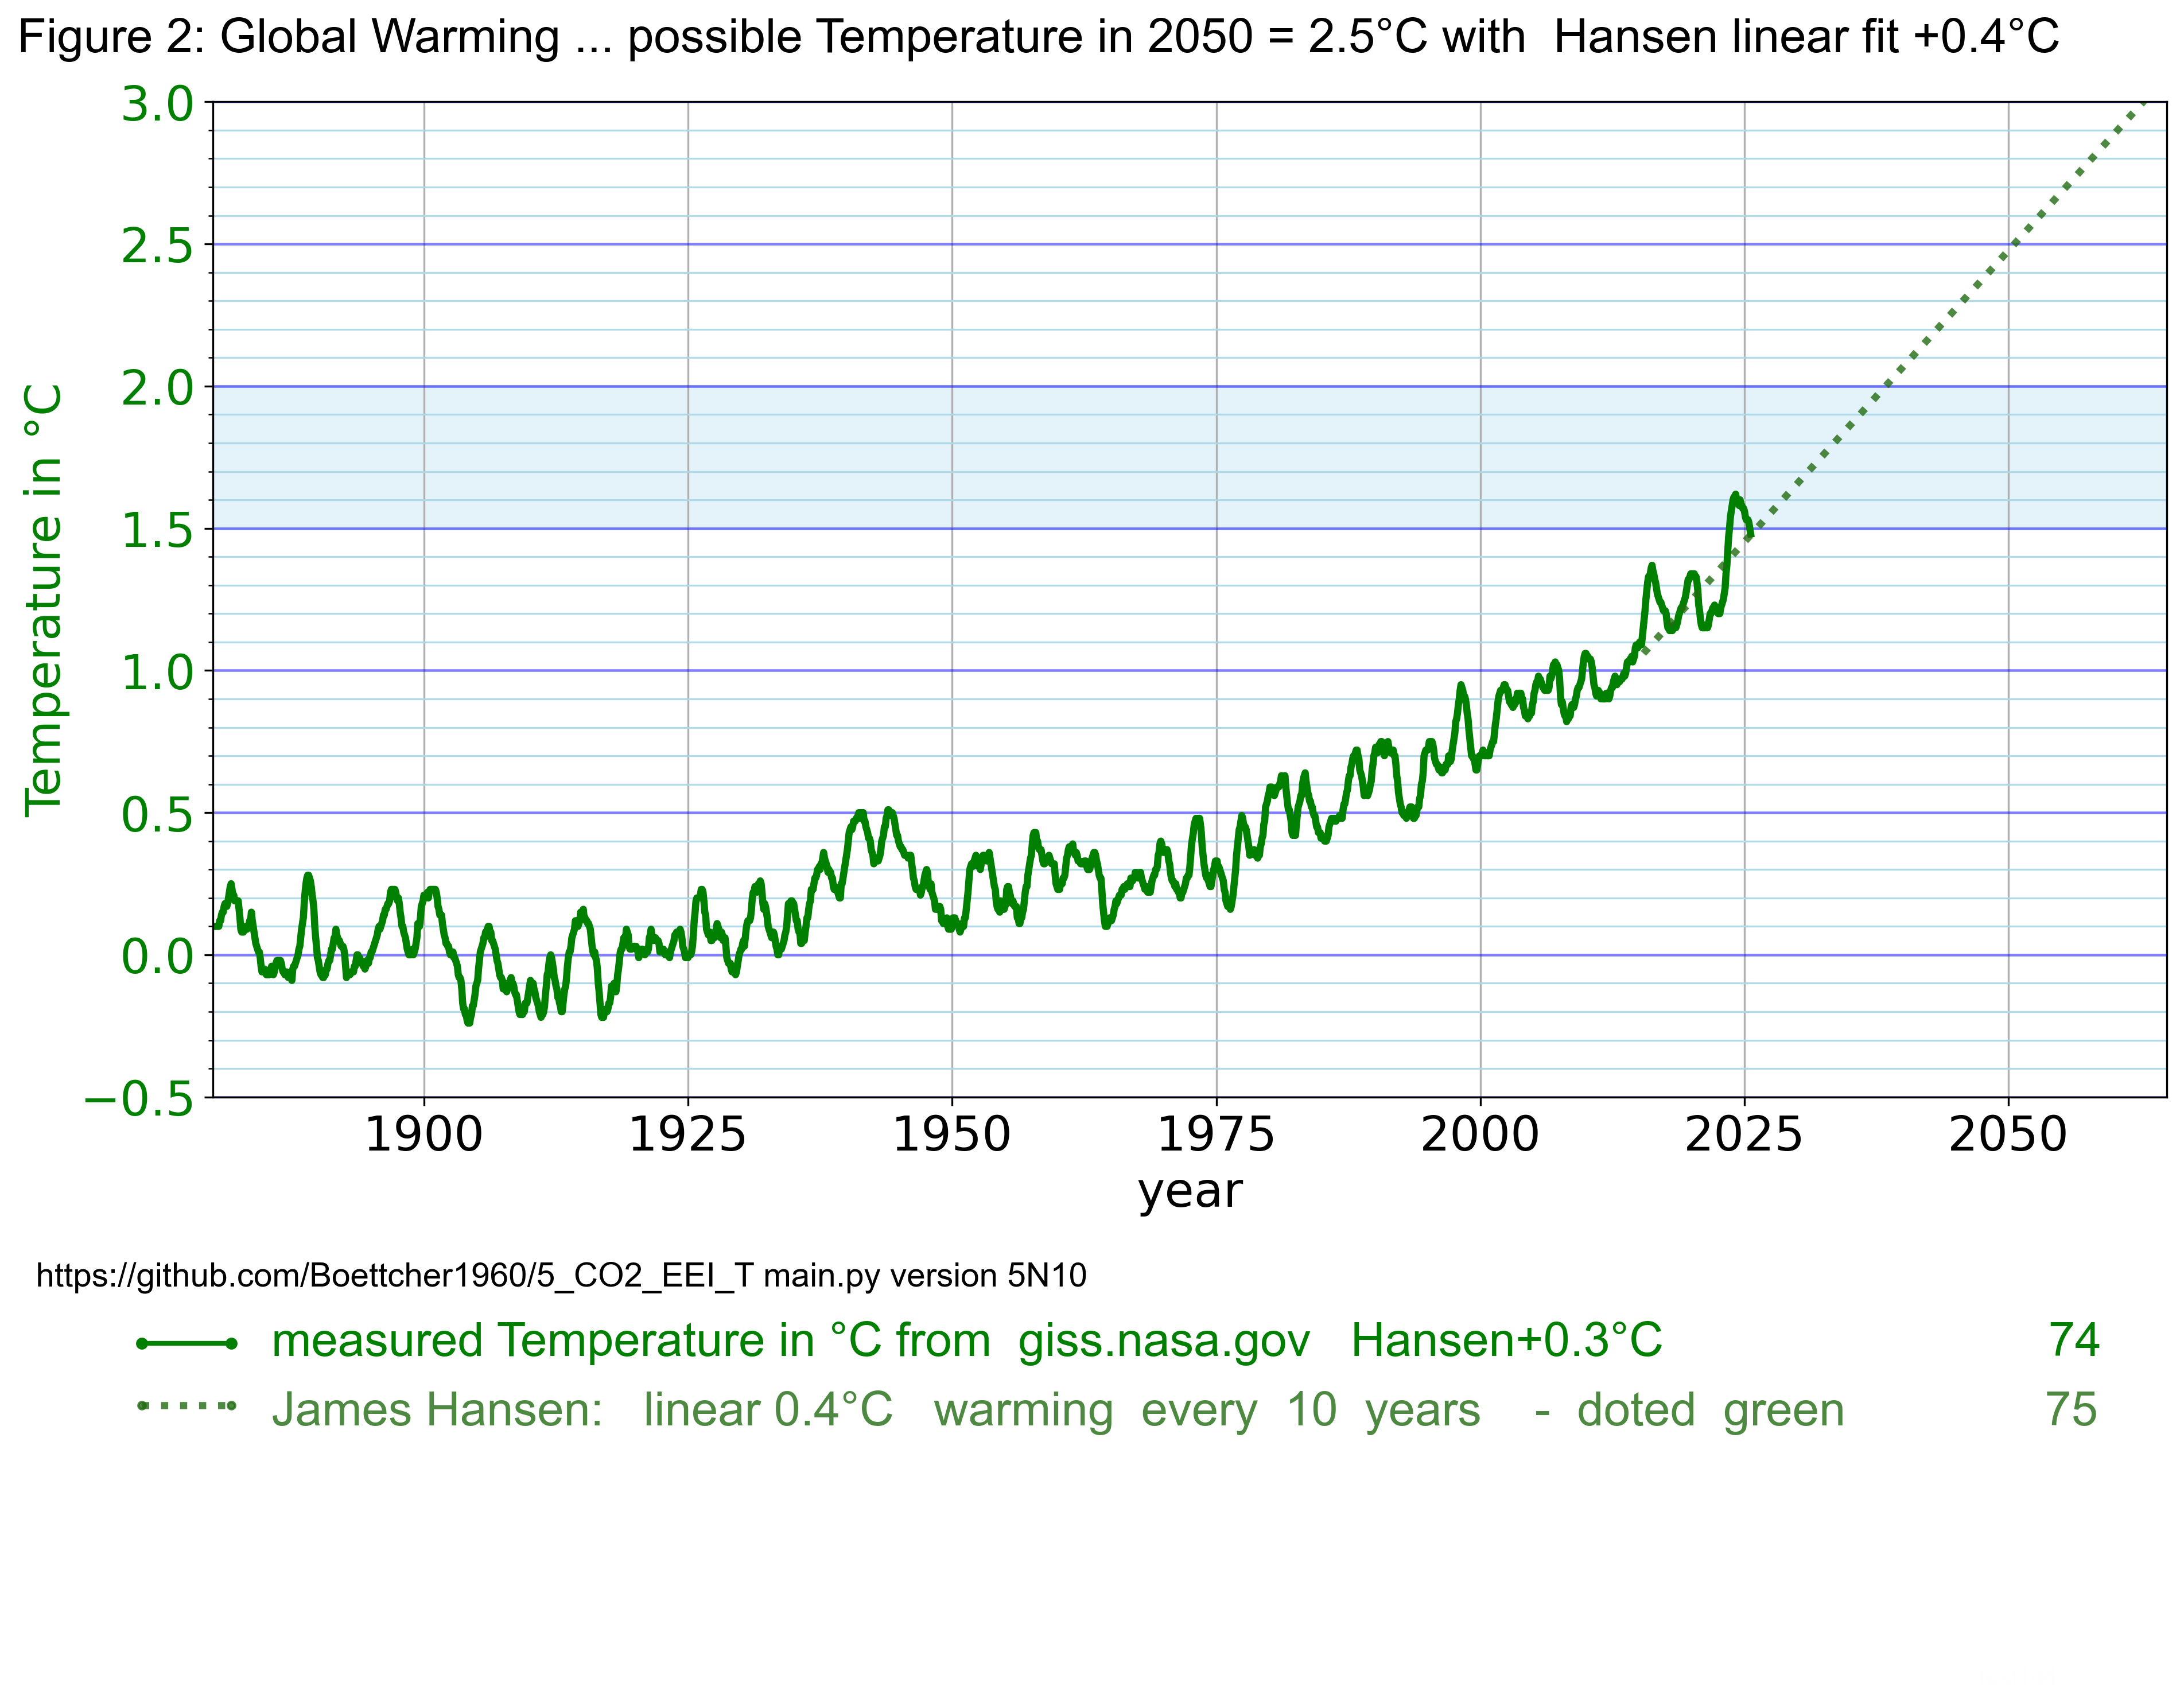 Figure 2: Global Warming ... possible Temperature in 2050 = 2.5°C with  Hansen linear fit +0.4°C
3.0
2.5
2.0
1.5
1.0
0.5
0.0
−0.5
Temperature in °C
1900 1925 1950 1975 2000 2025 2050
year
https://github.com/Boettcher1960/5_CO2_EEI_T main.py version 5N10
measured Temperature in °C from  giss.nasa.gov   Hansen+0.3°C 74
James Hansen:   linear 0.4°C   warming  every  10  years    -  doted  green 75